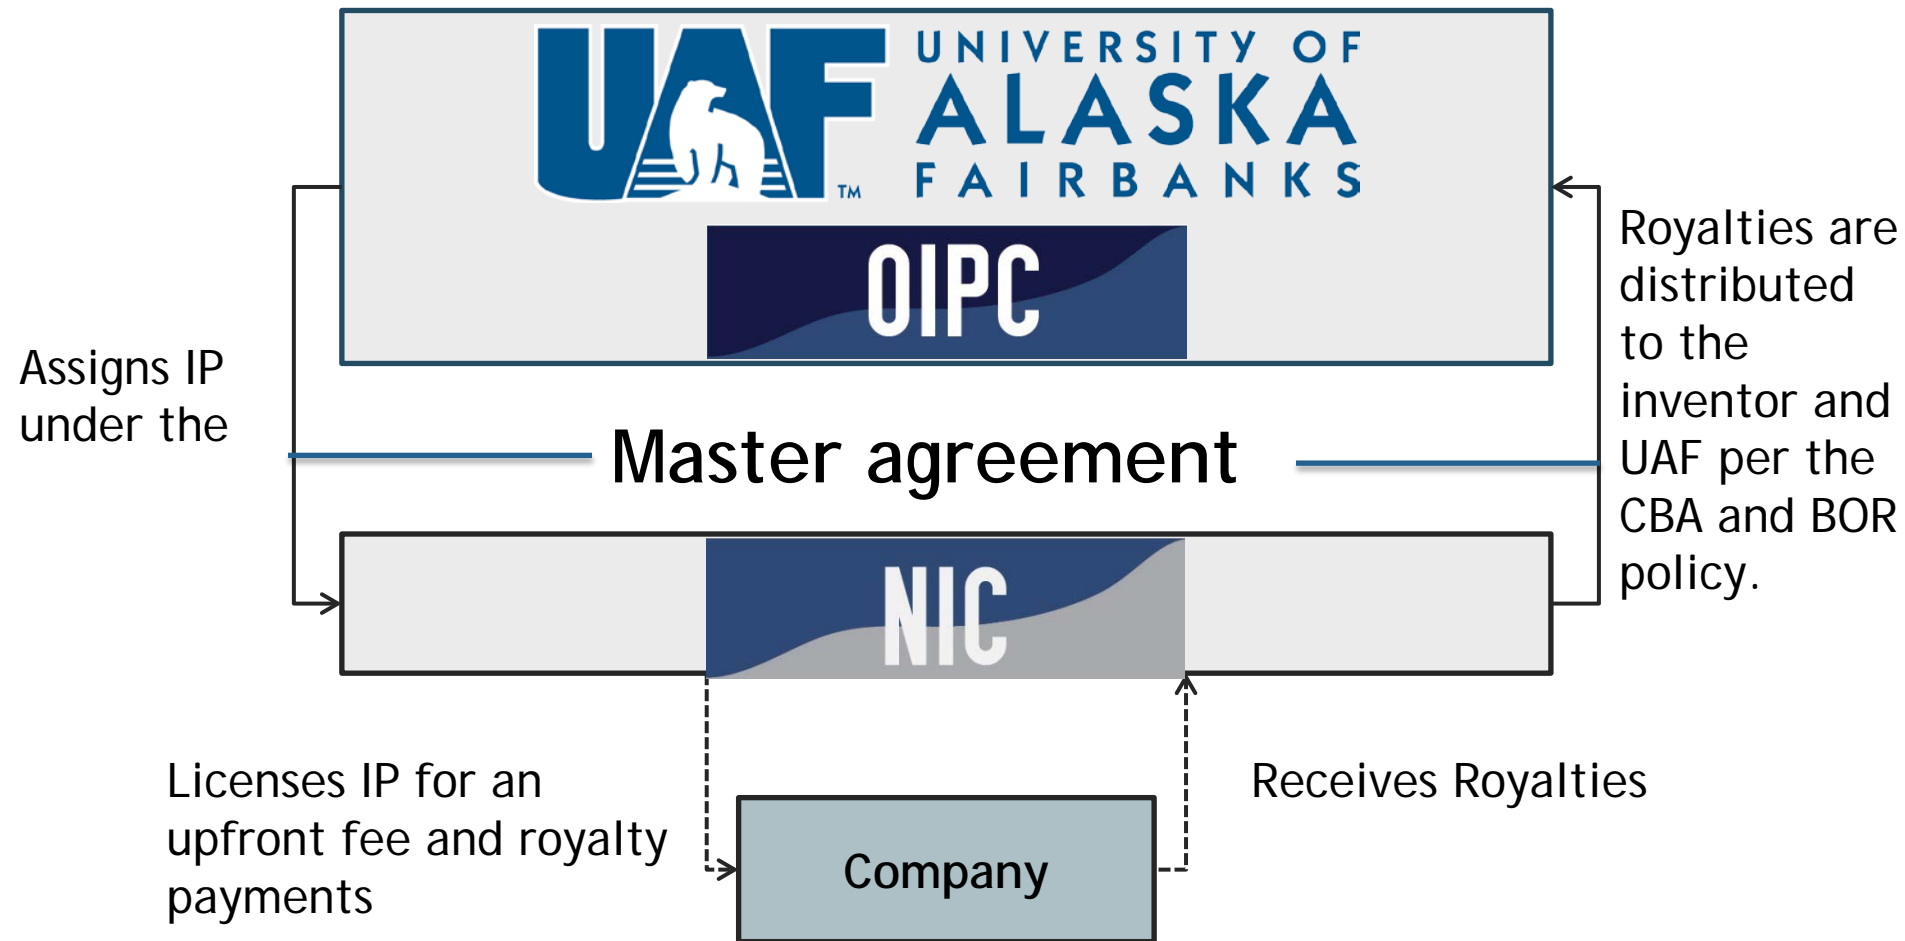 UAF
TM
UNIVERSITY OF
ALASKA
FAIRBANKS
OIPC
Assigns IP
under the
Master agreement
Royalties are
distributed
to the
inventor and
UAF per the
CBA and BOR
policy.
NIC
Licenses IP for an
upfront fee and royalty
payments
Company
Receives Royalties